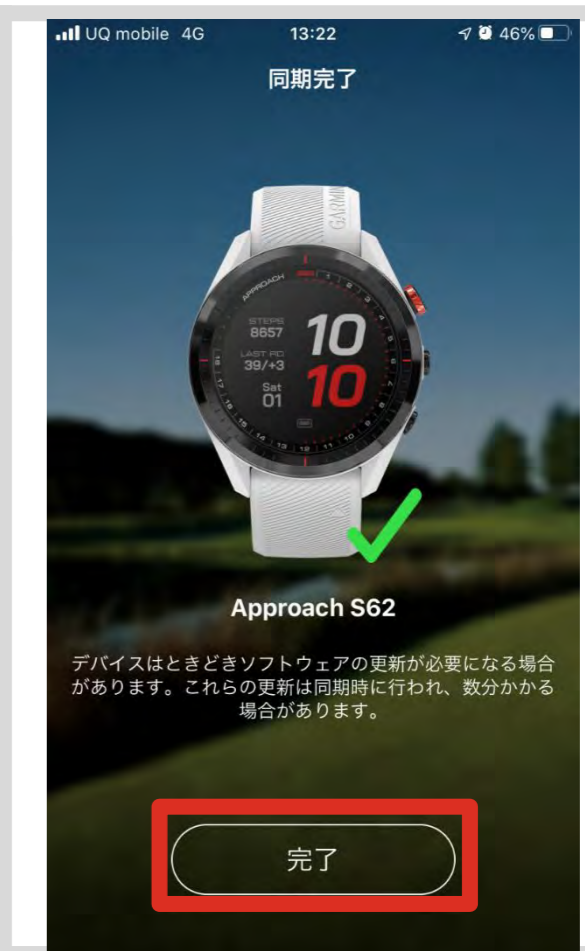 UQ mobile 4G 13:22 46%
同期完了
GARMIN
APPROACH
STEPS
8657
10
LAST RD
39/+3
10
Sat
01
Approach S62
デバイスはときどきソフトウェアの更新が必要になる場合
があります。これらの更新は同期時に行われ、数分かかる
場合があります。
完了